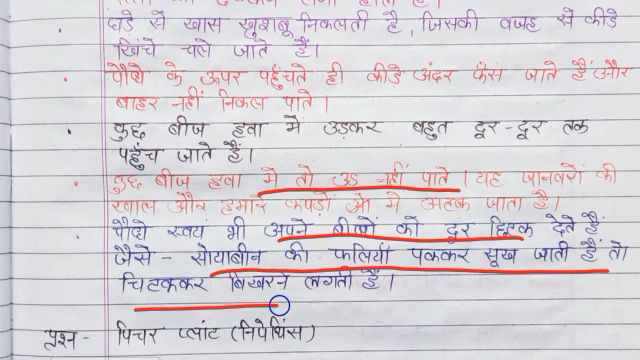 घड़े से खास खुशबू निकलती है, जिसकी वजह से कीड़े
खिंचे चले जाते हैं।
पौधे के ऊपर पहुंचते ही कीड़े अंदर फंस जाते हैं और
बाहर नहीं निकल पाते।
कुछ बीज हवा में उड़कर बहुत दूर-दूर तक
पहुंच जाते हैं।
कुछ बीज हवा में तो उड़ नहीं पाते। यह जानवरों की
खाल और हमारे कपड़ों में अटक जाता है।
पौधे स्वयं भी अपने बीजों को दूर छिटक देते हैं
जैसे - सोयाबीन की फलियां पककर सूख जाती हैं तो
चिटककर बिखरने लगती हैं।
प्रश्न - पिचर प्लांट (निपेथिंस)